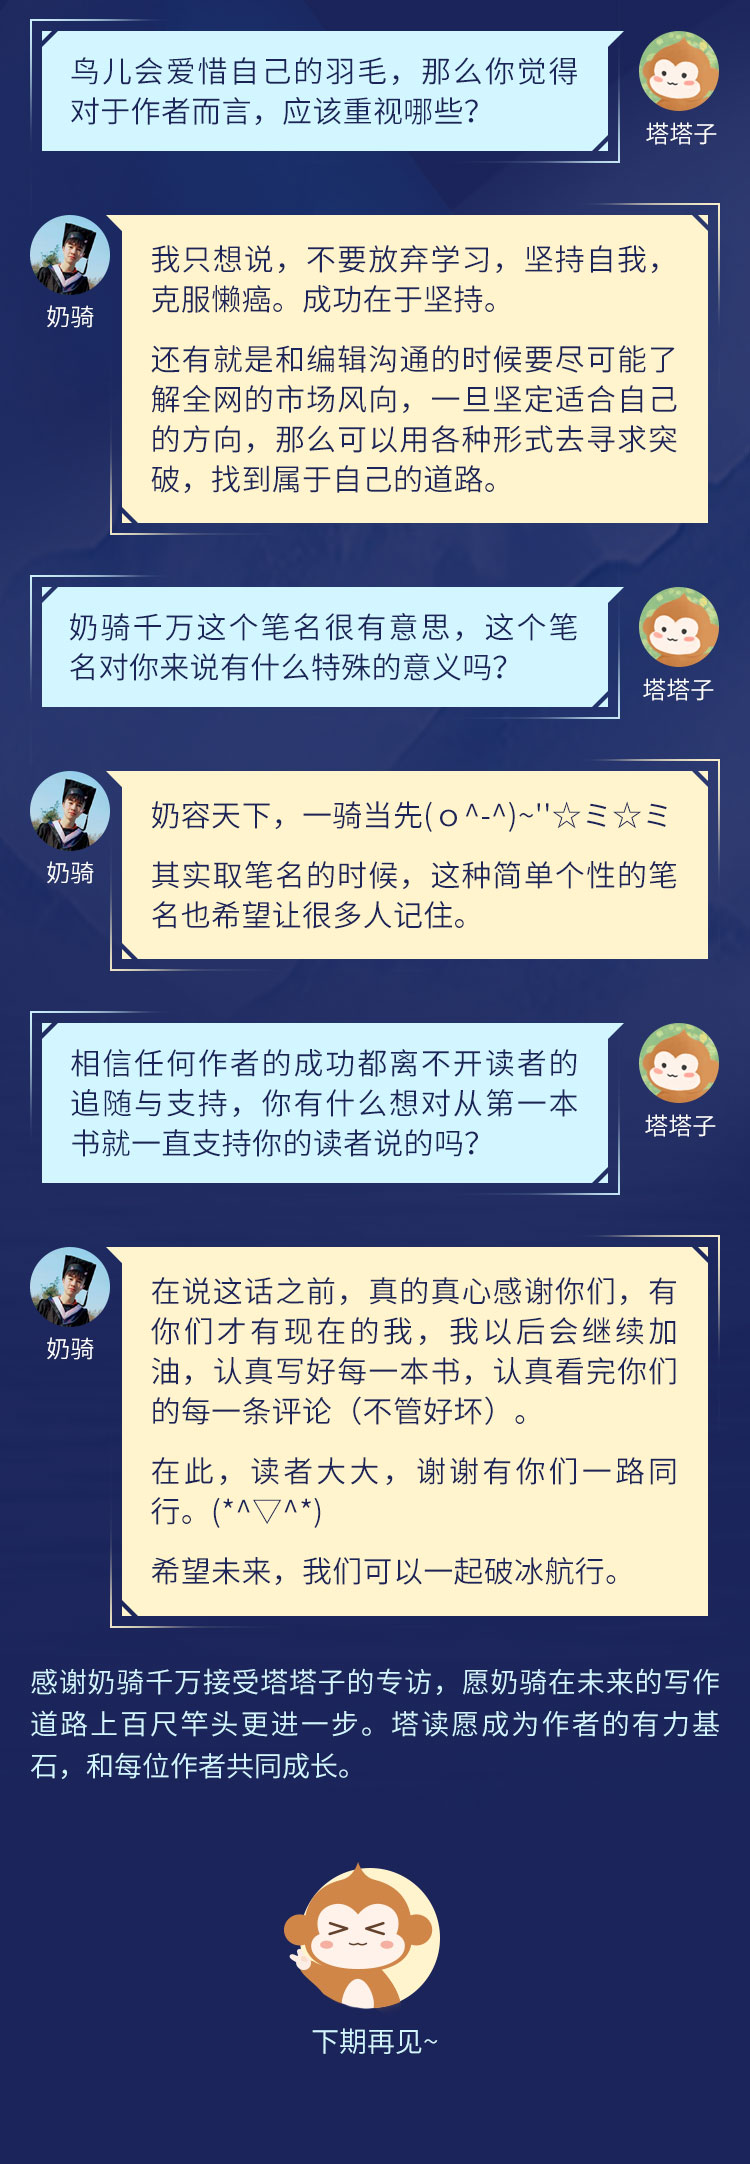 鸟儿会爱惜自己的羽毛，那么你觉得
对于作者而言，应该重视哪些？
塔塔子
奶骑
我只想说，不要放弃学习，坚持自我，
克服懒癌。成功在于坚持。
还有就是和编辑沟通的时候要尽可能了
解全网的市场风向，一旦坚定适合自己
的方向，那么可以用各种形式去寻求突
破，找到属于自己的道路。
奶骑千万这个笔名很有意思，这个笔
名对你来说有什么特殊的意义吗？
塔塔子
奶骑
奶容天下，一骑当先(ｏ^-^)~''☆ミ☆ミ
其实取笔名的时候，这种简单个性的笔
名也希望让很多人记住。
相信任何作者的成功都离不开读者的
追随与支持，你有什么想对从第一本
书就一直支持你的读者说的吗？
塔塔子
奶骑
在说这话之前，真的真心感谢你们，有
你们才有现在的我，我以后会继续加
油，认真写好每一本书，认真看完你们
的每一条评论（不管好坏）。
在此，读者大大，谢谢有你们一路同
行。(*^▽^*)
希望未来，我们可以一起破冰航行。
感谢奶骑千万接受塔塔子的专访，愿奶骑在未来的写作
道路上百尺竿头更进一步。塔读愿成为作者的有力基
石，和每位作者共同成长。
下期再见~